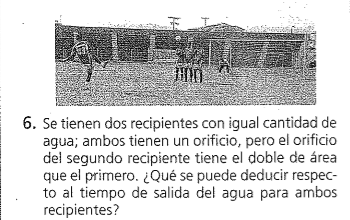 6. Se tienen dos recipientes con igual cantidad de
agua; ambos tienen un orificio, pero el orificio
del segundo recipiente tiene el doble de área
que el primero. ¿Qué se puede deducir respec-
to al tiempo de salida del agua para ambos
recipientes?